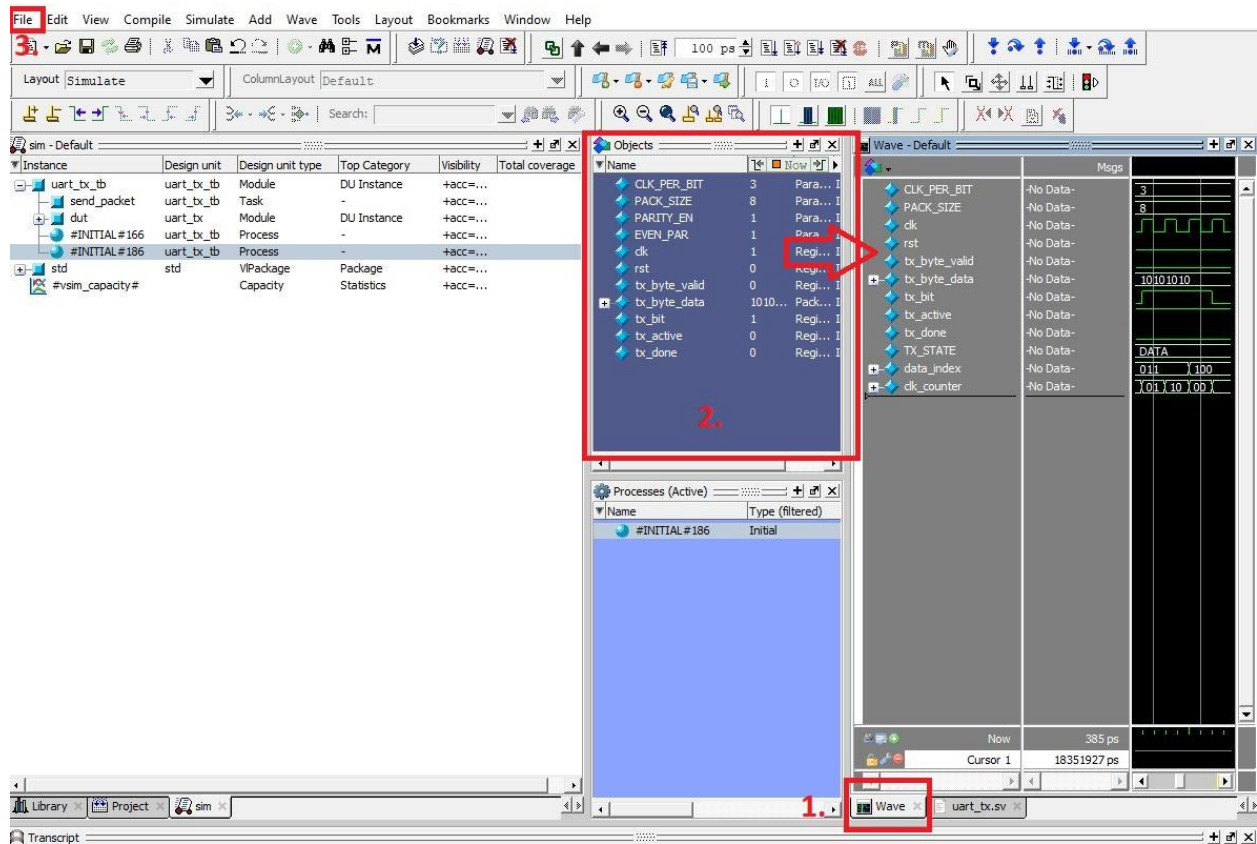 File Edit View Compile Simulate Add Wave Tools Layout Bookmarks Window Help
3.
100 ps
Layout Simulate
ColumnLayout Default
Search:
sim - Default
Instance Design unit Design unit type Top Category Visibility Total coverage
uart_tx_tb uart_tx_tb Module DU Instance +acc=...
send_packet uart_tx_tb Task - +acc=...
dut uart_tx Module DU Instance +acc=...
#INITIAL#166 uart_tx_tb Process - +acc=...
#INITIAL#186 uart_tx_tb Process - +acc=...
std std VlPackage Package +acc=...
#vsim_capacity# Capacity Statistics +acc=...
Objects
Name Now
CLK_PER_BIT 3 Para... I
PACK_SIZE 8 Para... I
PARITY_EN 1 Para... I
EVEN_PAR 1 Para... I
clk 1 Regi... I
rst 0 Regi... I
tx_byte_valid 0 Regi... I
tx_byte_data 1010... Pack... I
tx_bit 1 Regi... I
tx_active 0 Regi... I
tx_done 0 Regi... I
2.
Processes (Active)
Name Type (filtered)
#INITIAL#186 Initial
Wave - Default
Msgs
CLK_PER_BIT -No Data- 3
PACK_SIZE -No Data- 8
clk -No Data-
rst -No Data-
tx_byte_valid -No Data-
tx_byte_data -No Data- 10101010
tx_bit -No Data-
tx_active -No Data-
tx_done -No Data-
TX_STATE -No Data- DATA
data_index -No Data- 011 100
clk_counter -No Data- 01 10 00
Now 385 ps
Cursor 1 18351927 ps
Library Project sim
1.
Wave uart_tx.sv
Transcript